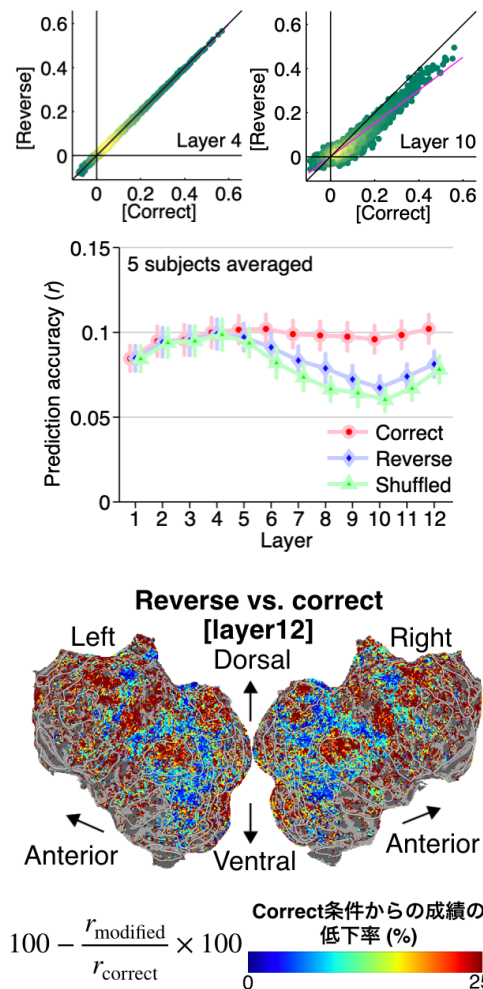 0.6
0.4
0.2
0
[Reverse]
Layer 4
0 0.2 0.4 0.6
[Correct]
0.6
0.4
0.2
0
[Reverse]
Layer 10
0 0.2 0.4 0.6
[Correct]
0.15
0.1
0.05
0
Prediction accuracy (r)
5 subjects averaged
Correct
Reverse
Shuffled
1 2 3 4 5 6 7 8 9 10 11 12
Layer
Reverse vs. correct
[layer12]
Left
Right
Dorsal
Anterior
Ventral
Anterior
100 − r_modified / r_correct × 100
Correct条件からの成績の
低下率 (%)
0 25